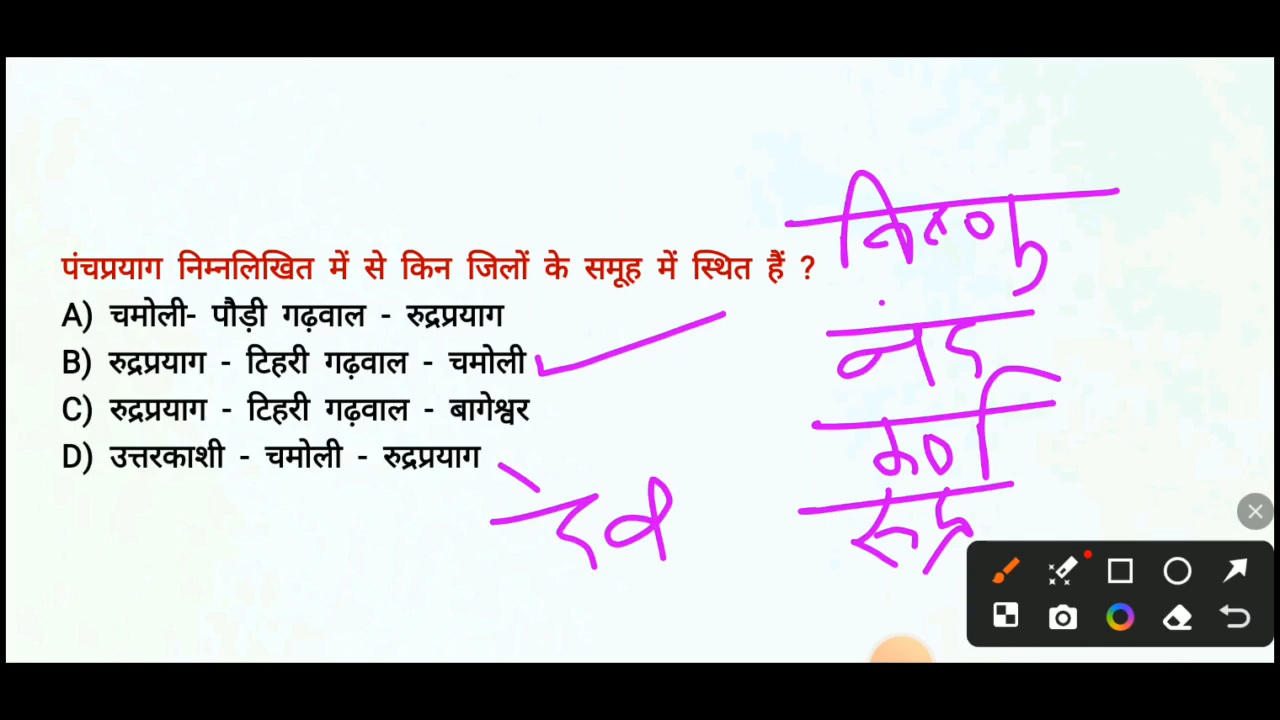 पंचप्रयाग निम्नलिखित में से किन जिलों के समूह में स्थित हैं ?
A) चमोली- पौड़ी गढ़वाल - रुद्रप्रयाग
B) रुद्रप्रयाग - टिहरी गढ़वाल - चमोली
C) रुद्रप्रयाग - टिहरी गढ़वाल - बागेश्वर
D) उत्तरकाशी - चमोली - रुद्रप्रयाग
नंद
कर्ण
रुद्र
देव